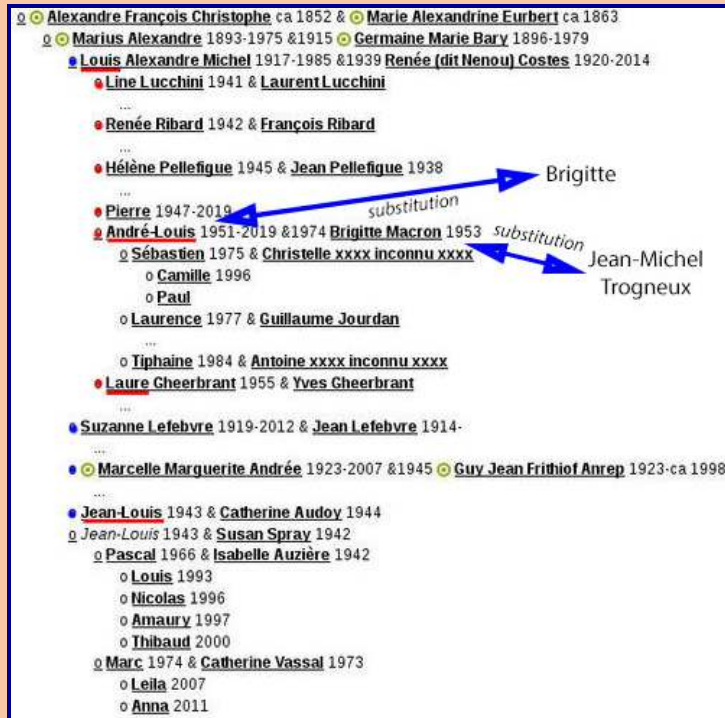 o Alexandre François Christophe ca 1852 & Marie Alexandrine Eurbert ca 1863
o Marius Alexandre 1893-1975 &1915 Germaine Marie Bary 1896-1979
Louis Alexandre Michel 1917-1985 &1939 Renée (dit Nenou) Costes 1920-2014
Line Lucchini 1941 & Laurent Lucchini
...
Renée Ribard 1942 & François Ribard
...
Hélène Pellefigue 1945 & Jean Pellefigue 1938
Brigitte
...
substitution
Pierre 1947-2019
André-Louis 1951-2019 &1974 Brigitte Macron 1953
substitution
o Sébastien 1975 & Christelle xxxx inconnu xxxx
Jean-Michel
Trogneux
o Camille 1996
o Paul
o Laurence 1977 & Guillaume Jourdan
...
o Tiphaine 1984 & Antoine xxxx inconnu xxxx
Laure Gheerbrant 1955 & Yves Gheerbrant
...
Suzanne Lefebvre 1919-2012 & Jean Lefebvre 1914-
...
Marcelle Marguerite Andrée 1923-2007 &1945 Guy Jean Frithiof Anrep 1923-ca 1998
...
Jean-Louis 1943 & Catherine Audoy 1944
o Jean-Louis 1943 & Susan Spray 1942
o Pascal 1966 & Isabelle Auzière 1942
o Louis 1993
o Nicolas 1996
o Amaury 1997
o Thibaud 2000
o Marc 1974 & Catherine Vassal 1973
o Leila 2007
o Anna 2011